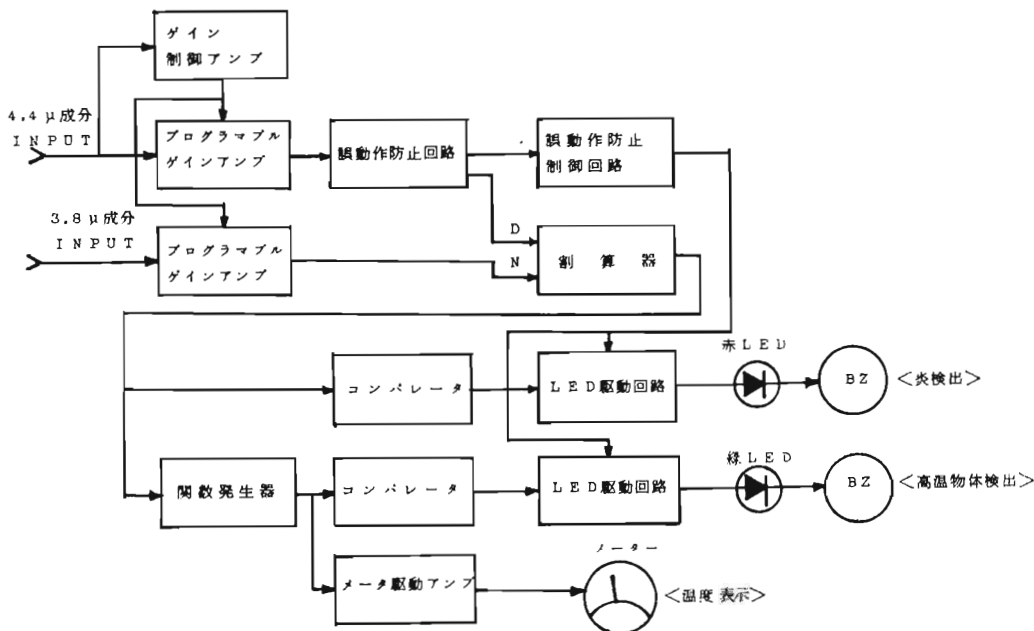 ゲイン
制御アンプ
4.4μ成分
INPUT
プログラマブル
ゲインアンプ
誤動作防止回路
誤動作防止
制御回路
3.8μ成分
INPUT
プログラマブル
ゲインアンプ
D
N
割算器
赤LED
コンパレータ
LED駆動回路
BZ
<炎検出>
緑LED
関数発生器
コンパレータ
LED駆動回路
BZ
<高温物体検出>
メーター
メータ駆動アンプ
<温度表示>